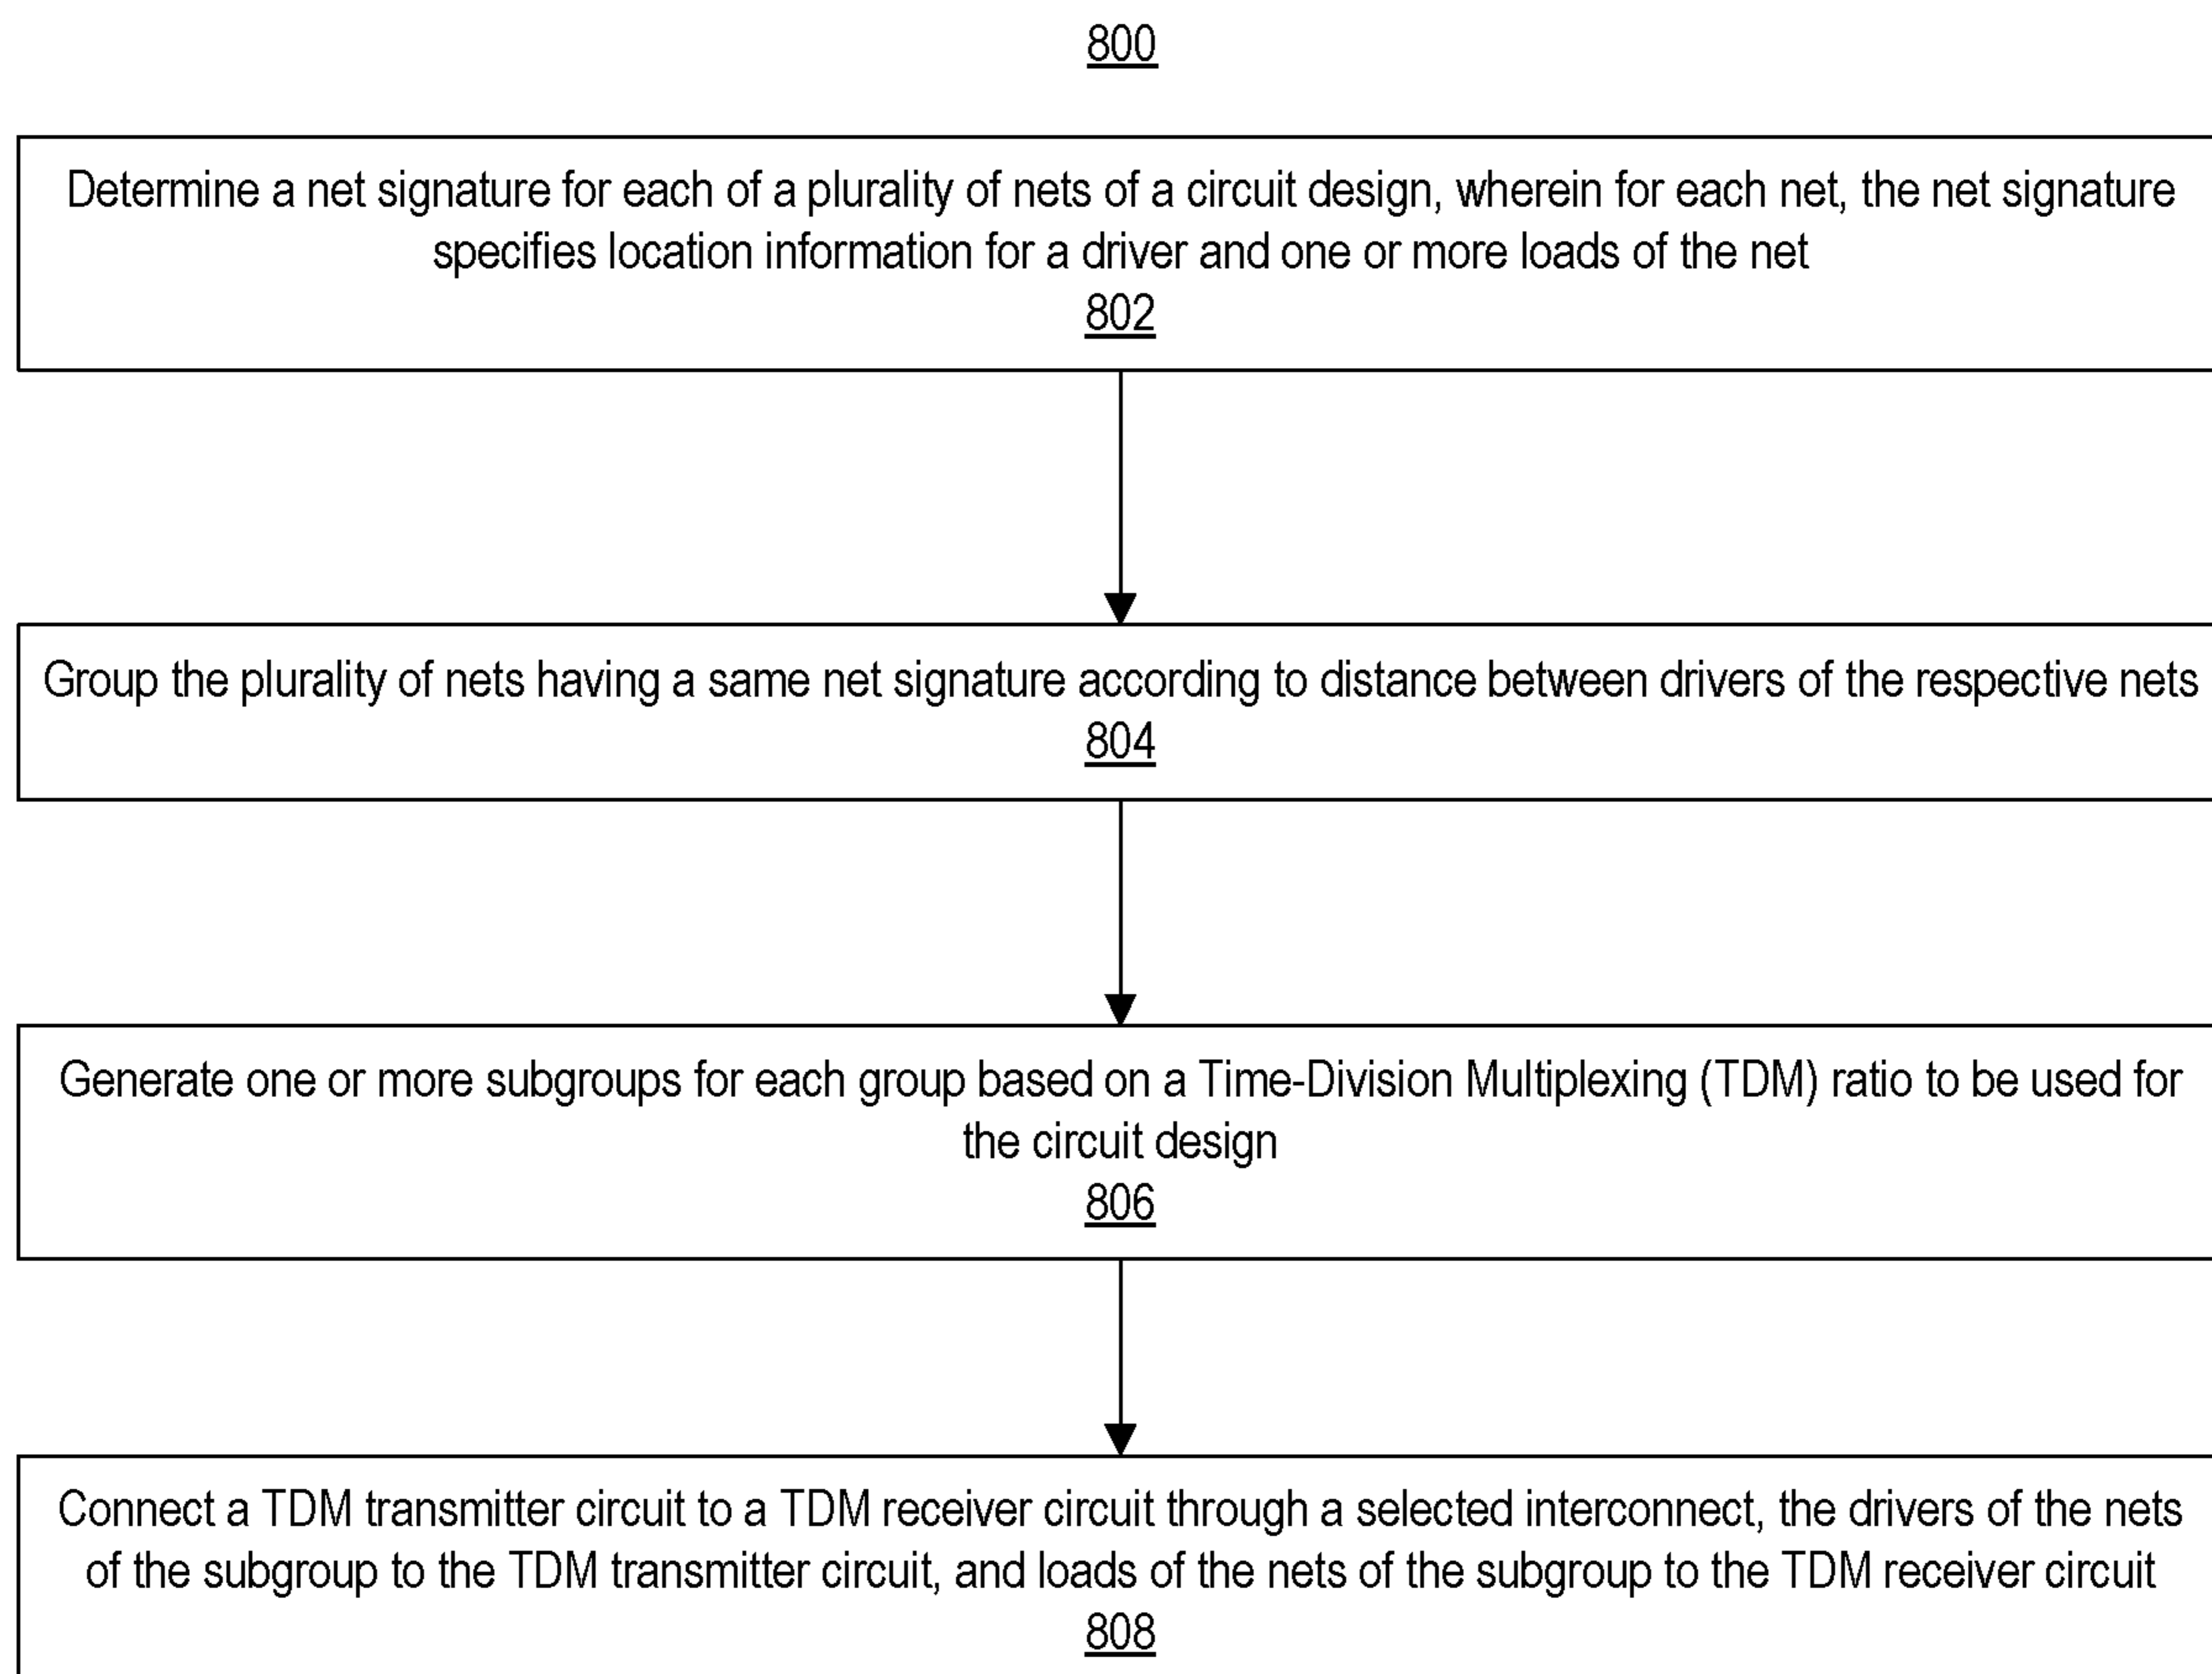 800
Determine a net signature for each of a plurality of nets of a circuit design, wherein for each net, the net signature
specifies location information for a driver and one or more loads of the net
802
Group the plurality of nets having a same net signature according to distance between drivers of the respective nets
804
Generate one or more subgroups for each group based on a Time-Division Multiplexing (TDM) ratio to be used for
the circuit design
806
Connect a TDM transmitter circuit to a TDM receiver circuit through a selected interconnect, the drivers of the nets
of the subgroup to the TDM transmitter circuit, and loads of the nets of the subgroup to the TDM receiver circuit
808